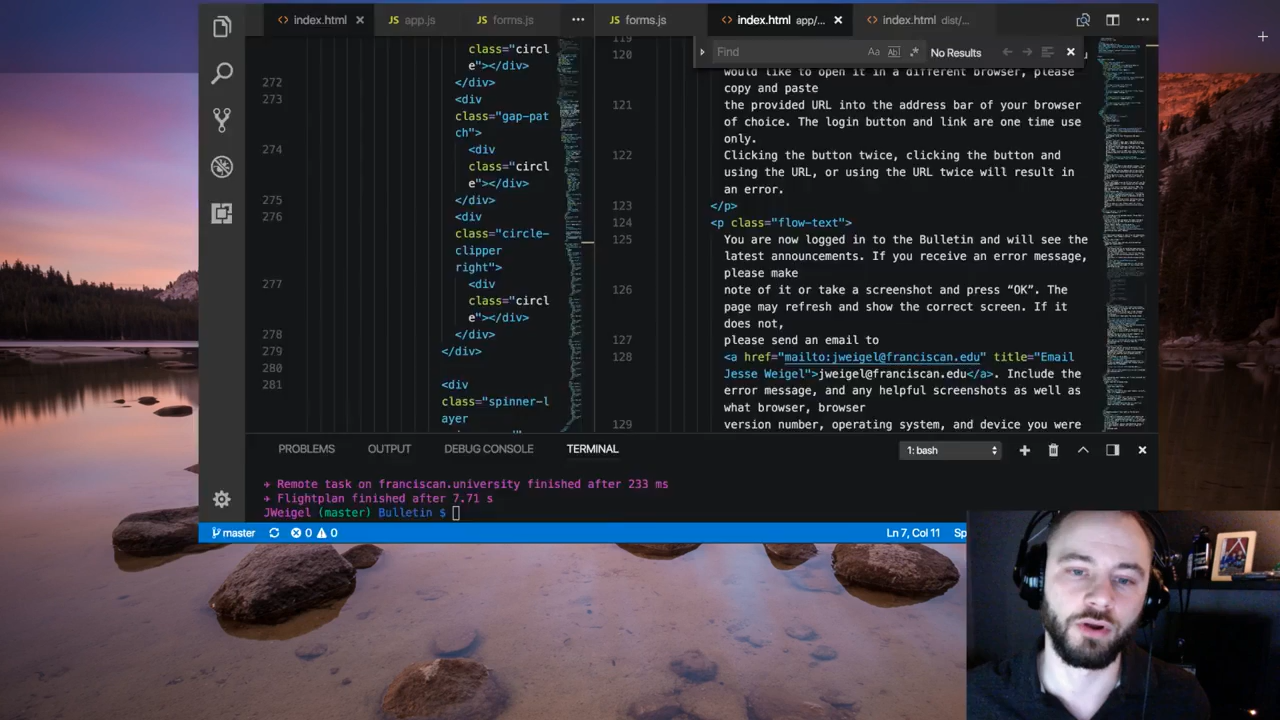 index.html
app.js
forms.js
forms.js
index.html app/...
index.html dist/...
Find
Aa
Abl
No Results
class="circl
e"></div>
272
</div>
273
<div
class="gap-pat
ch">
274
<div
class="circl
e"></div>
275
</div>
276
<div
class="circle-
clipper
right">
277
<div
class="circl
e"></div>
278
</div>
279
</div>
280
281
<div
class="spinner-l
ayer
119
120
would like to open it in a different browser, please
copy and paste
121
the provided URL into the address bar of your browser
of choice. The login button and link are one time use
only.
122
Clicking the button twice, clicking the button and
using the URL, or using the URL twice will result in
an error.
123
</p>
124
<p class="flow-text">
125
You are now logged in to the Bulletin and will see the
latest announcements. If you receive an error message,
please make
126
note of it or take a screenshot and press “OK”. The
page may refresh and show the correct screen. If it
does not,
127
please send an email to
128
<a href="mailto:jweigel@franciscan.edu" title="Email
Jesse Weigel">jweigel@franciscan.edu</a>. Include the
error message, and any helpful screenshots as well as
what browser, browser
129
version number, operating system, and device you were
PROBLEMS
OUTPUT
DEBUG CONSOLE
TERMINAL
1: bash
✈ Remote task on franciscan.university finished after 233 ms
✈ Flightplan finished after 7.71 s
JWeigel (master) Bulletin $
master
0
0
Ln 7, Col 11
Sp